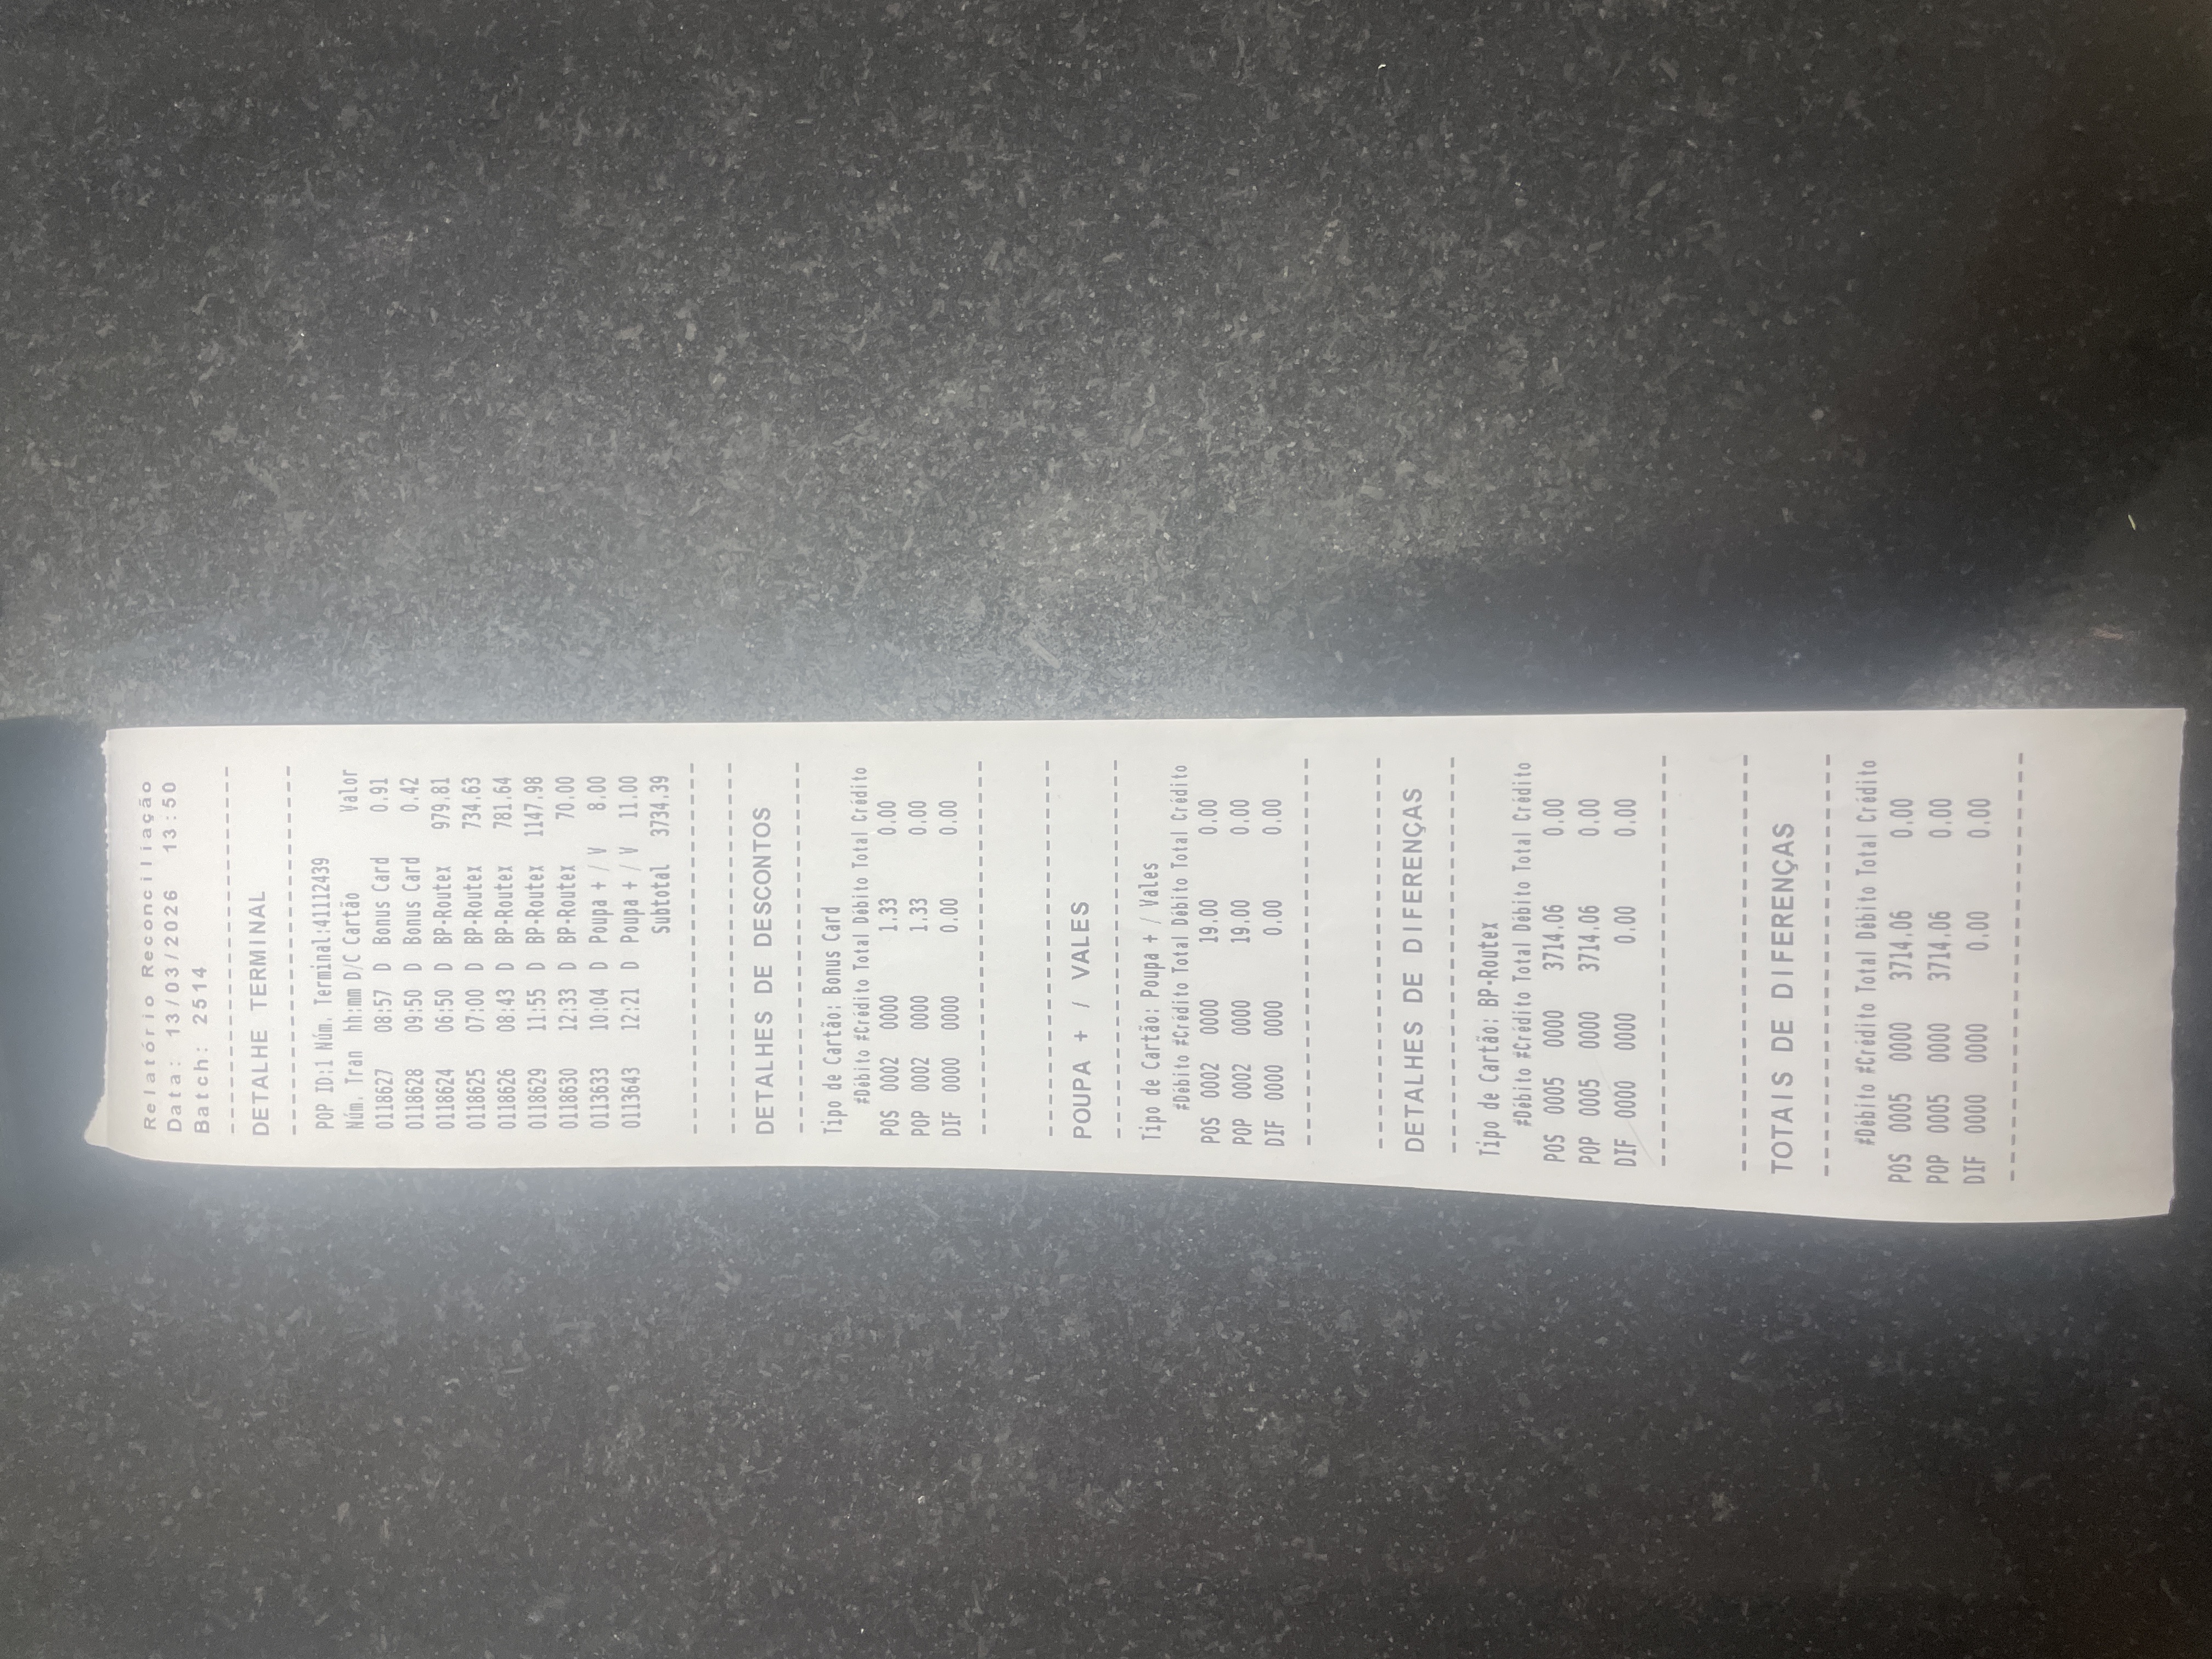 Relatório Reconciliação
Data: 13/03/2026 13:50
Batch: 2514
--------------------------------
DETALHE TERMINAL
--------------------------------
POP ID:1 Núm. Terminal:41112439
Núm. Tran hh:mm D/C Cartão Valor
0118627 08:57 D Bonus Card 0.91
0118628 09:50 D Bonus Card 0.42
0118624 06:50 D BP-Routex 979.81
0118625 07:00 D BP-Routex 734.63
0118626 08:43 D BP-Routex 781.64
0118629 11:55 D BP-Routex 1147.98
0118630 12:33 D BP-Routex 70.00
0113633 10:04 D Poupa + / V 8.00
0113643 12:21 D Poupa + / V 11.00
Subtotal 3734.39
--------------------------------
--------------------------------
DETALHES DE DESCONTOS
--------------------------------
Tipo de Cartão: Bonus Card
#Débito #Crédito Total Débito Total Crédito
POS 0002 0000 1.33 0.00
POP 0002 0000 1.33 0.00
DIF 0000 0000 0.00 0.00
--------------------------------
--------------------------------
POUPA + / VALES
--------------------------------
Tipo de Cartão: Poupa + / Vales
#Débito #Crédito Total Débito Total Crédito
POS 0002 0000 19.00 0.00
POP 0002 0000 19.00 0.00
DIF 0000 0000 0.00 0.00
--------------------------------
--------------------------------
DETALHES DE DIFERENÇAS
--------------------------------
Tipo de Cartão: BP-Routex
#Débito #Crédito Total Débito Total Crédito
POS 0005 0000 3714.06 0.00
POP 0005 0000 3714.06 0.00
DIF 0000 0000 0.00 0.00
--------------------------------
--------------------------------
TOTAIS DE DIFERENÇAS
--------------------------------
#Débito #Crédito Total Débito Total Crédito
POS 0005 0000 3714.06 0.00
POP 0005 0000 3714.06 0.00
DIF 0000 0000 0.00 0.00
--------------------------------